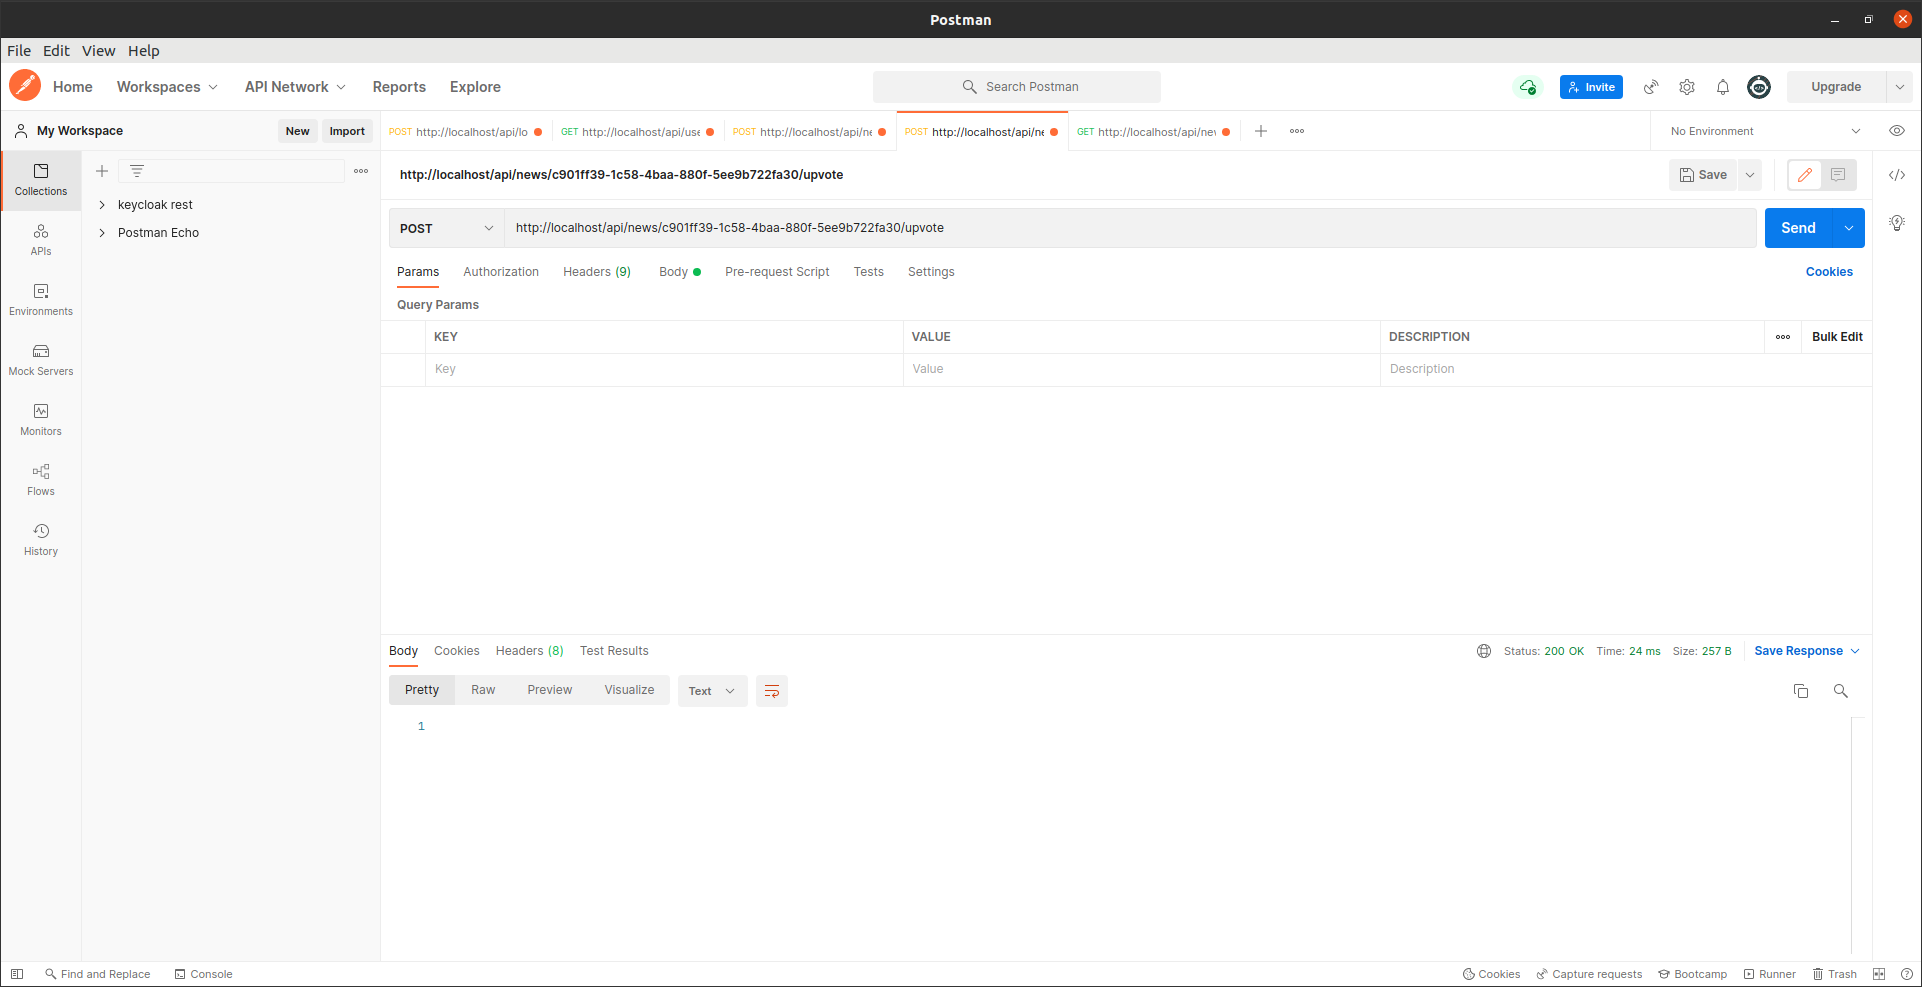 Postman
File Edit View Help
Home Workspaces API Network Reports Explore Search Postman Invite Upgrade
My Workspace New Import POST http://localhost/api/lo GET http://localhost/api/use POST http://localhost/api/ne POST http://localhost/api/ne GET http://localhost/api/nev No Environment
Collections
APIs
Environments
Mock Servers
Monitors
Flows
History
keycloak rest
Postman Echo
http://localhost/api/news/c901ff39-1c58-4baa-880f-5ee9b722fa30/upvote Save
POST http://localhost/api/news/c901ff39-1c58-4baa-880f-5ee9b722fa30/upvote Send
Params Authorization Headers (9) Body Pre-request Script Tests Settings Cookies
Query Params
KEY VALUE DESCRIPTION Bulk Edit
Key Value Description
Body Cookies Headers (8) Test Results Status: 200 OK Time: 24 ms Size: 257 B Save Response
Pretty Raw Preview Visualize Text
1
Find and Replace Console Cookies Capture requests Bootcamp Runner Trash